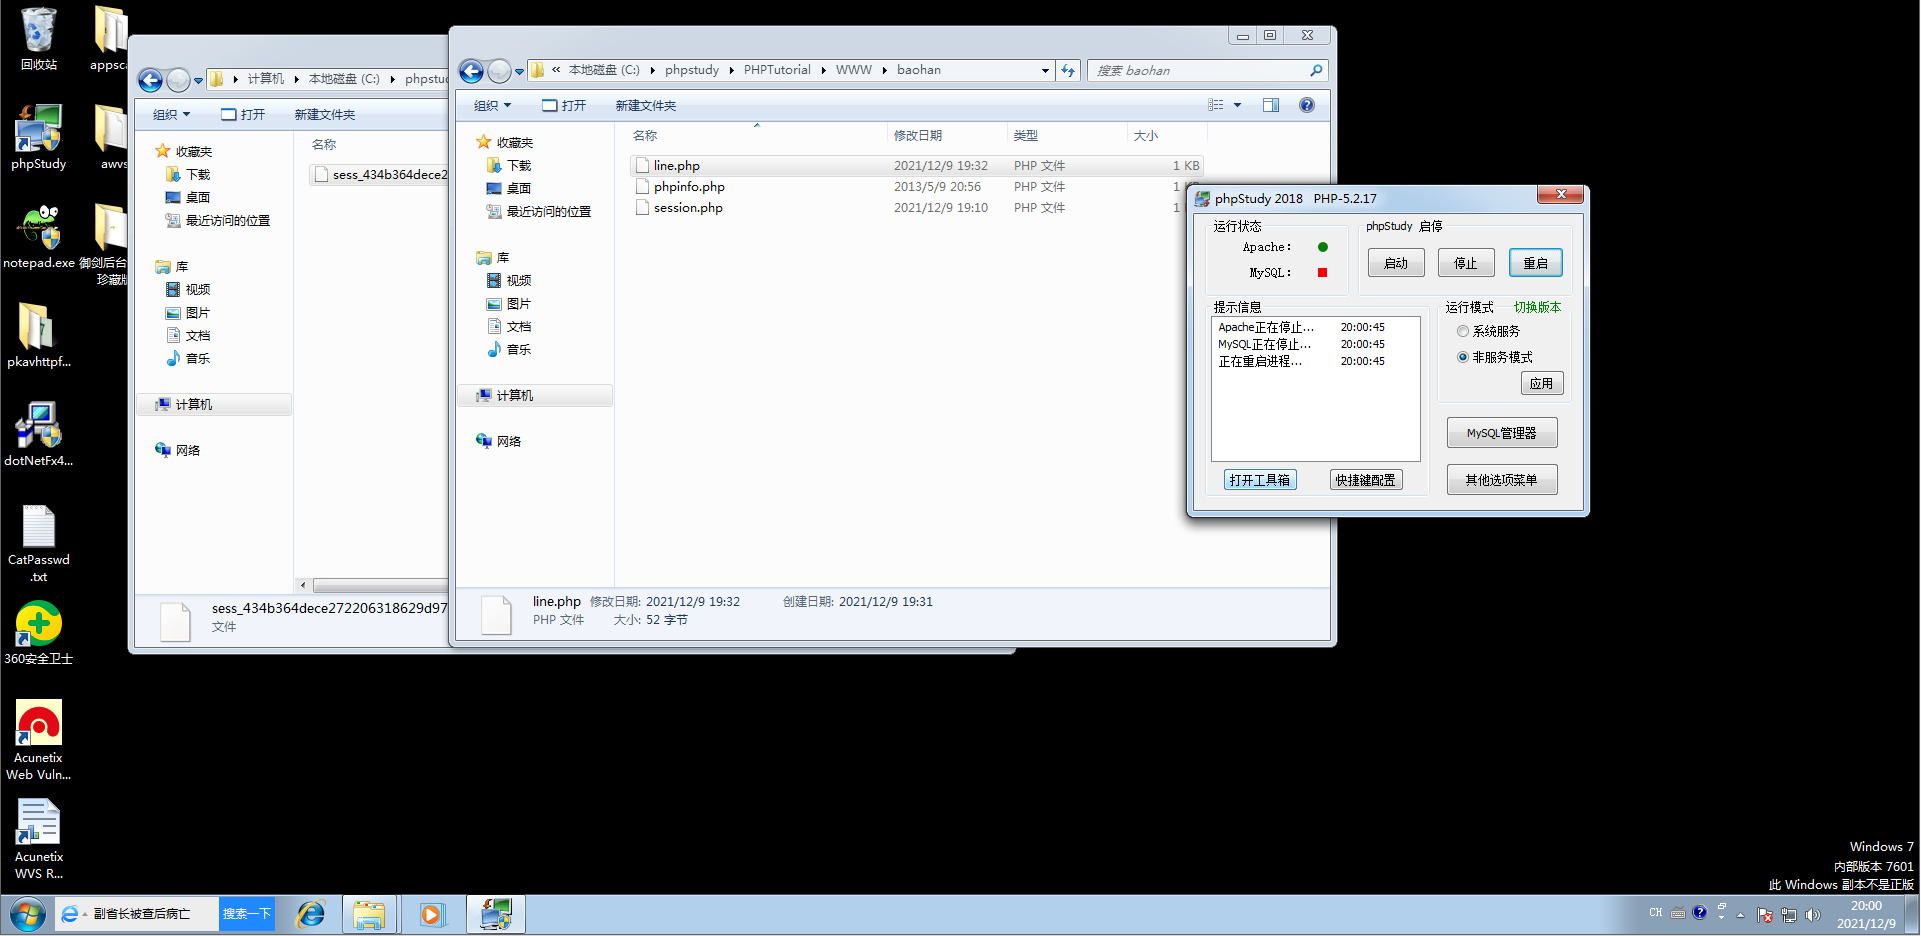 回收站
phpStudy
notepad.exe
pkavhttpf...
dotNetFx4...
CatPasswd
.txt
360安全卫士
Acunetix
Web Vuln...
Acunetix
WVS R...
appsca
awvs
御剑后台
珍藏版
计算机
本地磁盘 (C:)
phpstud
组织
打开
新建文件夹
收藏夹
下载
桌面
最近访问的位置
库
视频
图片
文档
音乐
计算机
网络
名称
sess_434b364dece2
sess_434b364dece272206318629d97
文件
« 本地磁盘 (C:)
phpstudy
PHPTutorial
WWW
baohan
搜索 baohan
组织
打开
新建文件夹
收藏夹
下载
桌面
最近访问的位置
库
视频
图片
文档
音乐
计算机
网络
名称 修改日期 类型 大小
line.php 2021/12/9 19:32 PHP 文件 1 KB
phpinfo.php 2013/5/9 20:56 PHP 文件 1 K
session.php 2021/12/9 19:10 PHP 文件 1
line.php 修改日期: 2021/12/9 19:32 创建日期: 2021/12/9 19:31
PHP 文件 大小: 52 字节
phpStudy 2018 PHP-5.2.17
运行状态
Apache:
MySQL:
phpStudy 启停
启动
停止
重启
提示信息
Apache正在停止... 20:00:45
MySQL正在停止... 20:00:45
正在重启进程... 20:00:45
打开工具箱
快捷键配置
运行模式 切换版本
系统服务
非服务模式
应用
MySQL管理器
其他选项菜单
Windows 7
内部版本 7601
此 Windows 副本不是正版
副省长被查后病亡
搜索一下
CH
20:00
2021/12/9